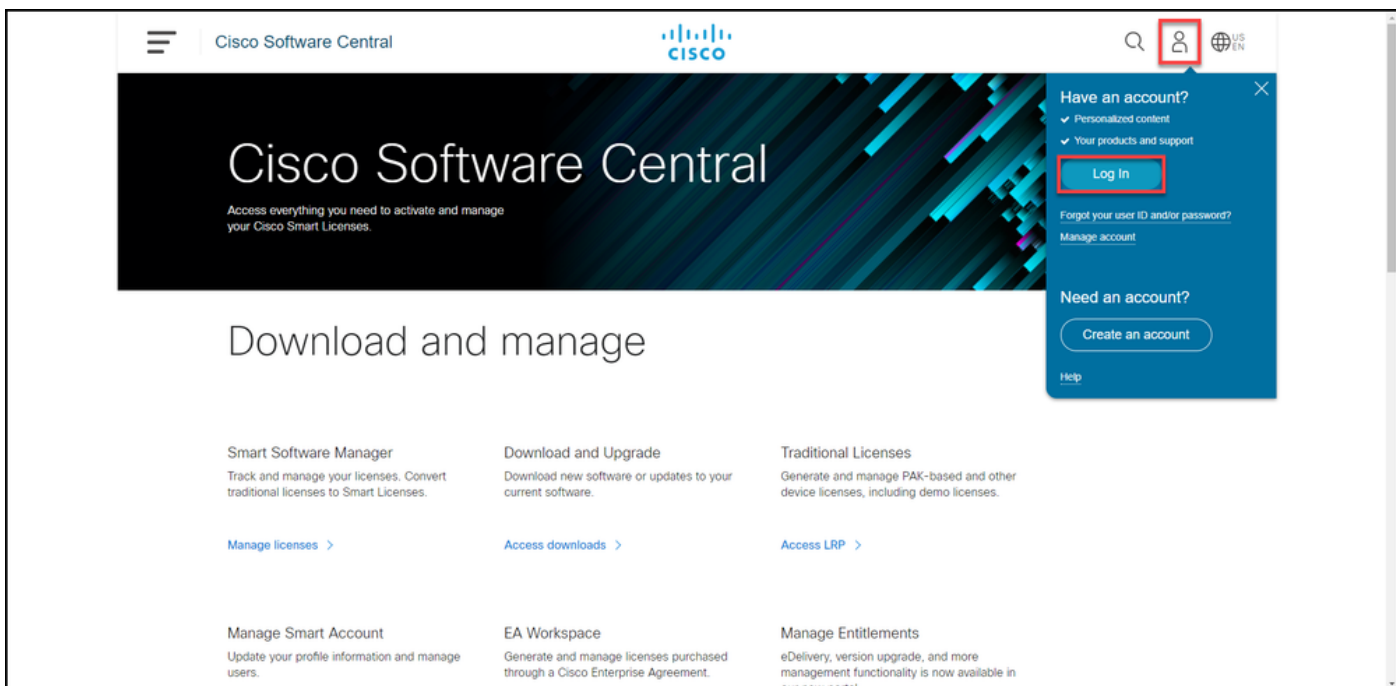 Cisco Software Central
CISCO
US
EN
Have an account?
Personalized content
Your products and support
Log In
Forgot your user ID and/or password?
Manage account
Need an account?
Create an account
Help
Cisco Software Central
Access everything you need to activate and manage
your Cisco Smart Licenses.
Download and manage
Smart Software Manager
Track and manage your licenses. Convert
traditional licenses to Smart Licenses.
Manage licenses
Download and Upgrade
Download new software or updates to your
current software.
Access downloads
Traditional Licenses
Generate and manage PAK-based and other
device licenses, including demo licenses.
Access LRP
Manage Smart Account
Update your profile information and manage
users.
EA Workspace
Generate and manage licenses purchased
through a Cisco Enterprise Agreement.
Manage Entitlements
eDelivery, version upgrade, and more
management functionality is now available in